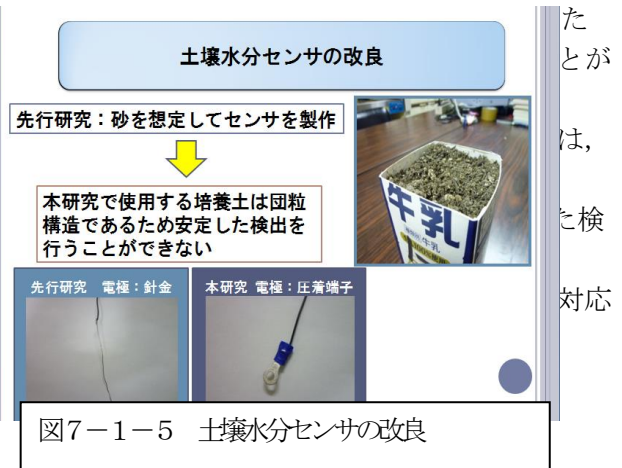 土壌水分センサの改良
先行研究：砂を想定してセンサを製作
本研究で使用する培養土は団粒
構造であるため安定した検出を
行うことができない
牛乳
先行研究　電極：針金
本研究 電極：圧着端子
図７－１－５　土壌水分センサの改良
た
とが
は，
た検
対応